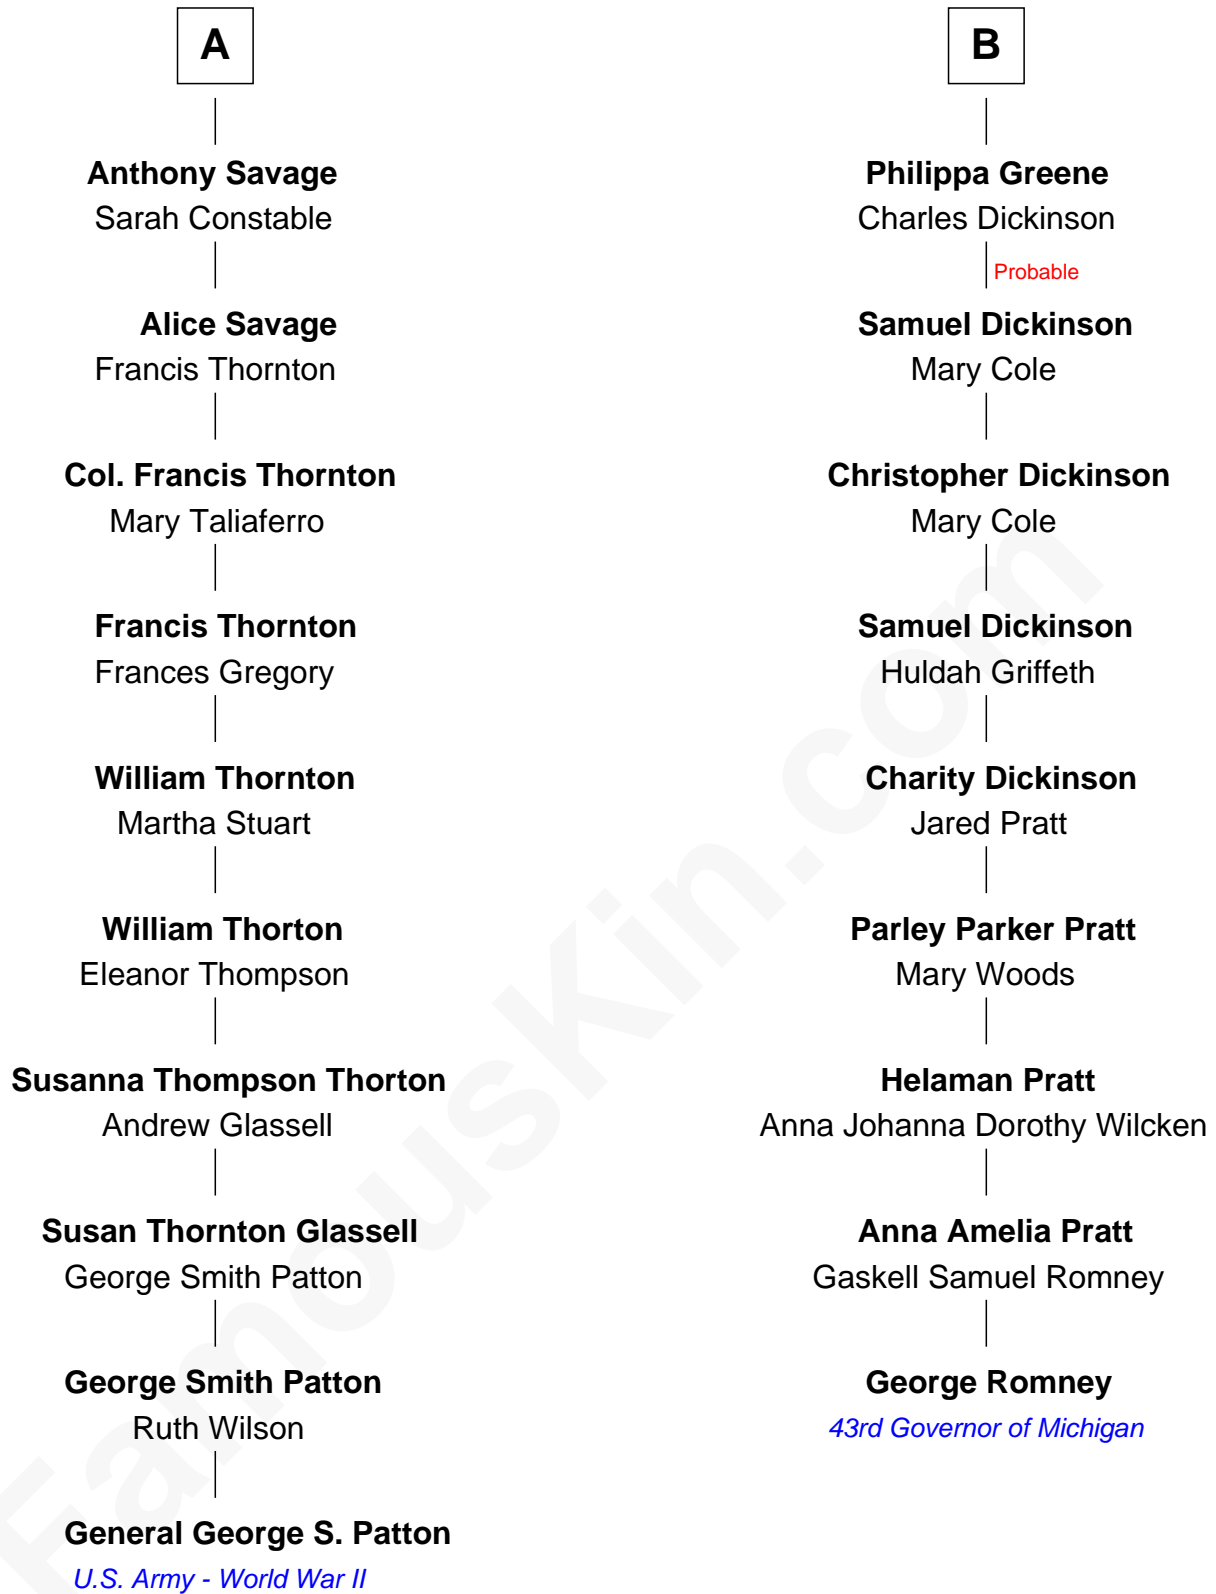 A
Anthony Savage
Sarah Constable
Alice Savage
Francis Thornton
Col. Francis Thornton
Mary Taliaferro
Francis Thornton
Frances Gregory
William Thornton
Martha Stuart
William Thorton
Eleanor Thompson
Susanna Thompson Thorton
Andrew Glassell
Susan Thornton Glassell
George Smith Patton
George Smith Patton
Ruth Wilson
General George S. Patton
U.S. Army - World War II
B
Philippa Greene
Charles Dickinson
Probable
Samuel Dickinson
Mary Cole
Christopher Dickinson
Mary Cole
Samuel Dickinson
Huldah Griffeth
Charity Dickinson
Jared Pratt
Parley Parker Pratt
Mary Woods
Helaman Pratt
Anna Johanna Dorothy Wilcken
Anna Amelia Pratt
Gaskell Samuel Romney
George Romney
43rd Governor of Michigan
FamousKin.com